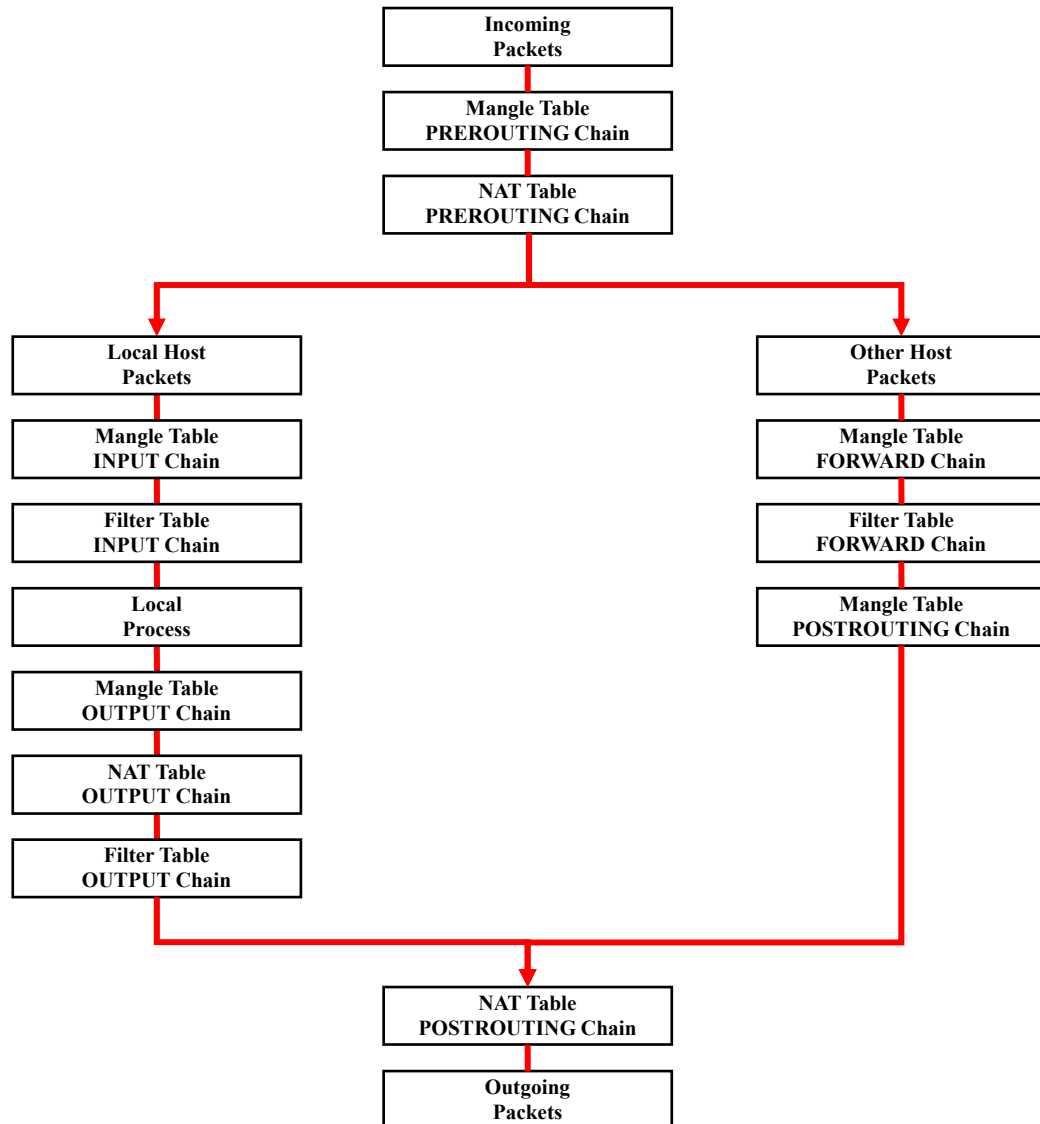 Incoming
Packets
Mangle Table
PREROUTING Chain
NAT Table
PREROUTING Chain
Local Host
Packets
Mangle Table
INPUT Chain
Filter Table
INPUT Chain
Local
Process
Mangle Table
OUTPUT Chain
NAT Table
OUTPUT Chain
Filter Table
OUTPUT Chain
Other Host
Packets
Mangle Table
FORWARD Chain
Filter Table
FORWARD Chain
Mangle Table
POSTROUTING Chain
NAT Table
POSTROUTING Chain
Outgoing
Packets